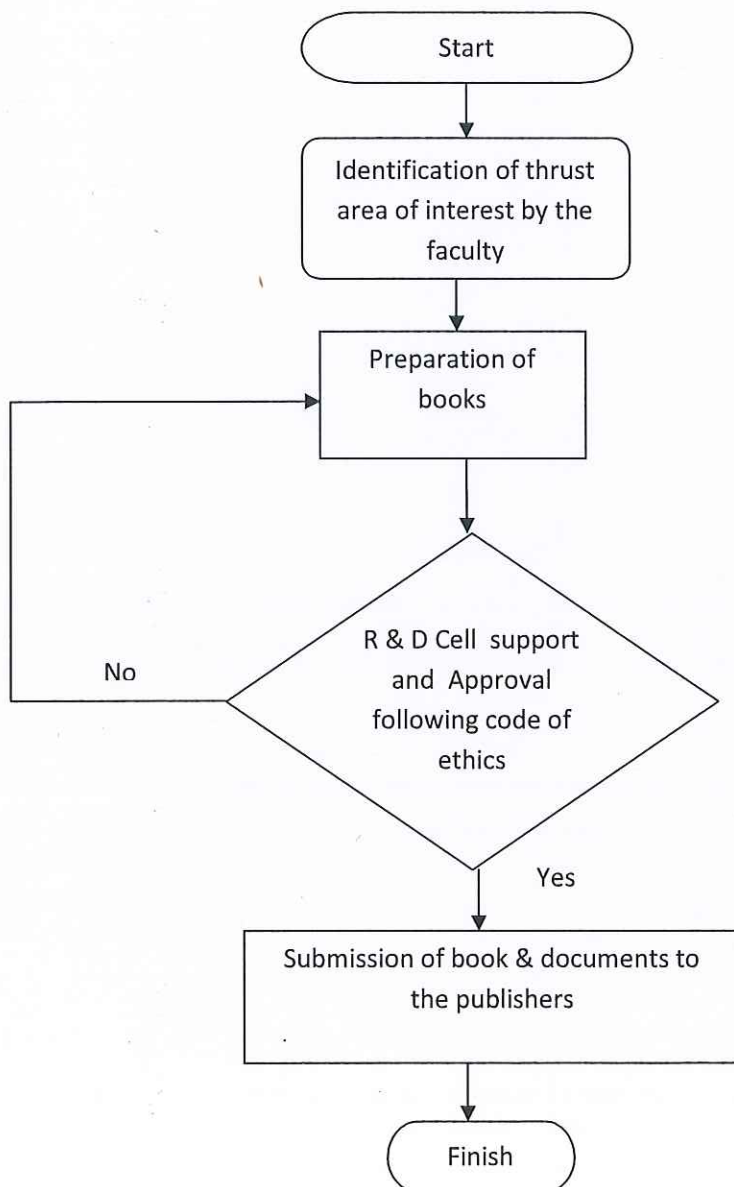 Start
Identification of thrust
area of interest by the
faculty
Preparation of
books
R & D Cell support
and Approval
following code of
ethics
No
Yes
Submission of book & documents to
the publishers
Finish